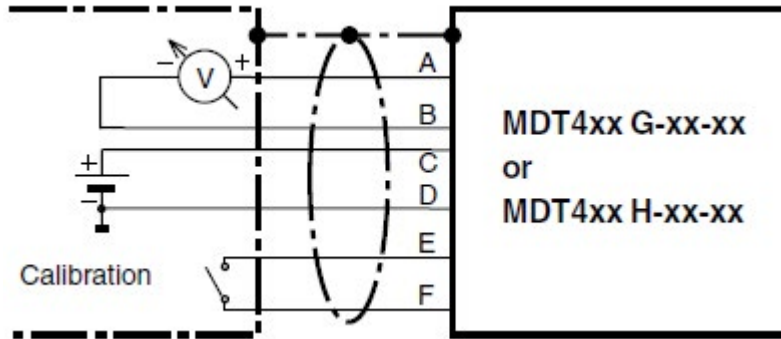 − V + A
B
MDT4xx G-xx-xx
+ C
or
− D
MDT4xx H-xx-xx
E
Calibration
F